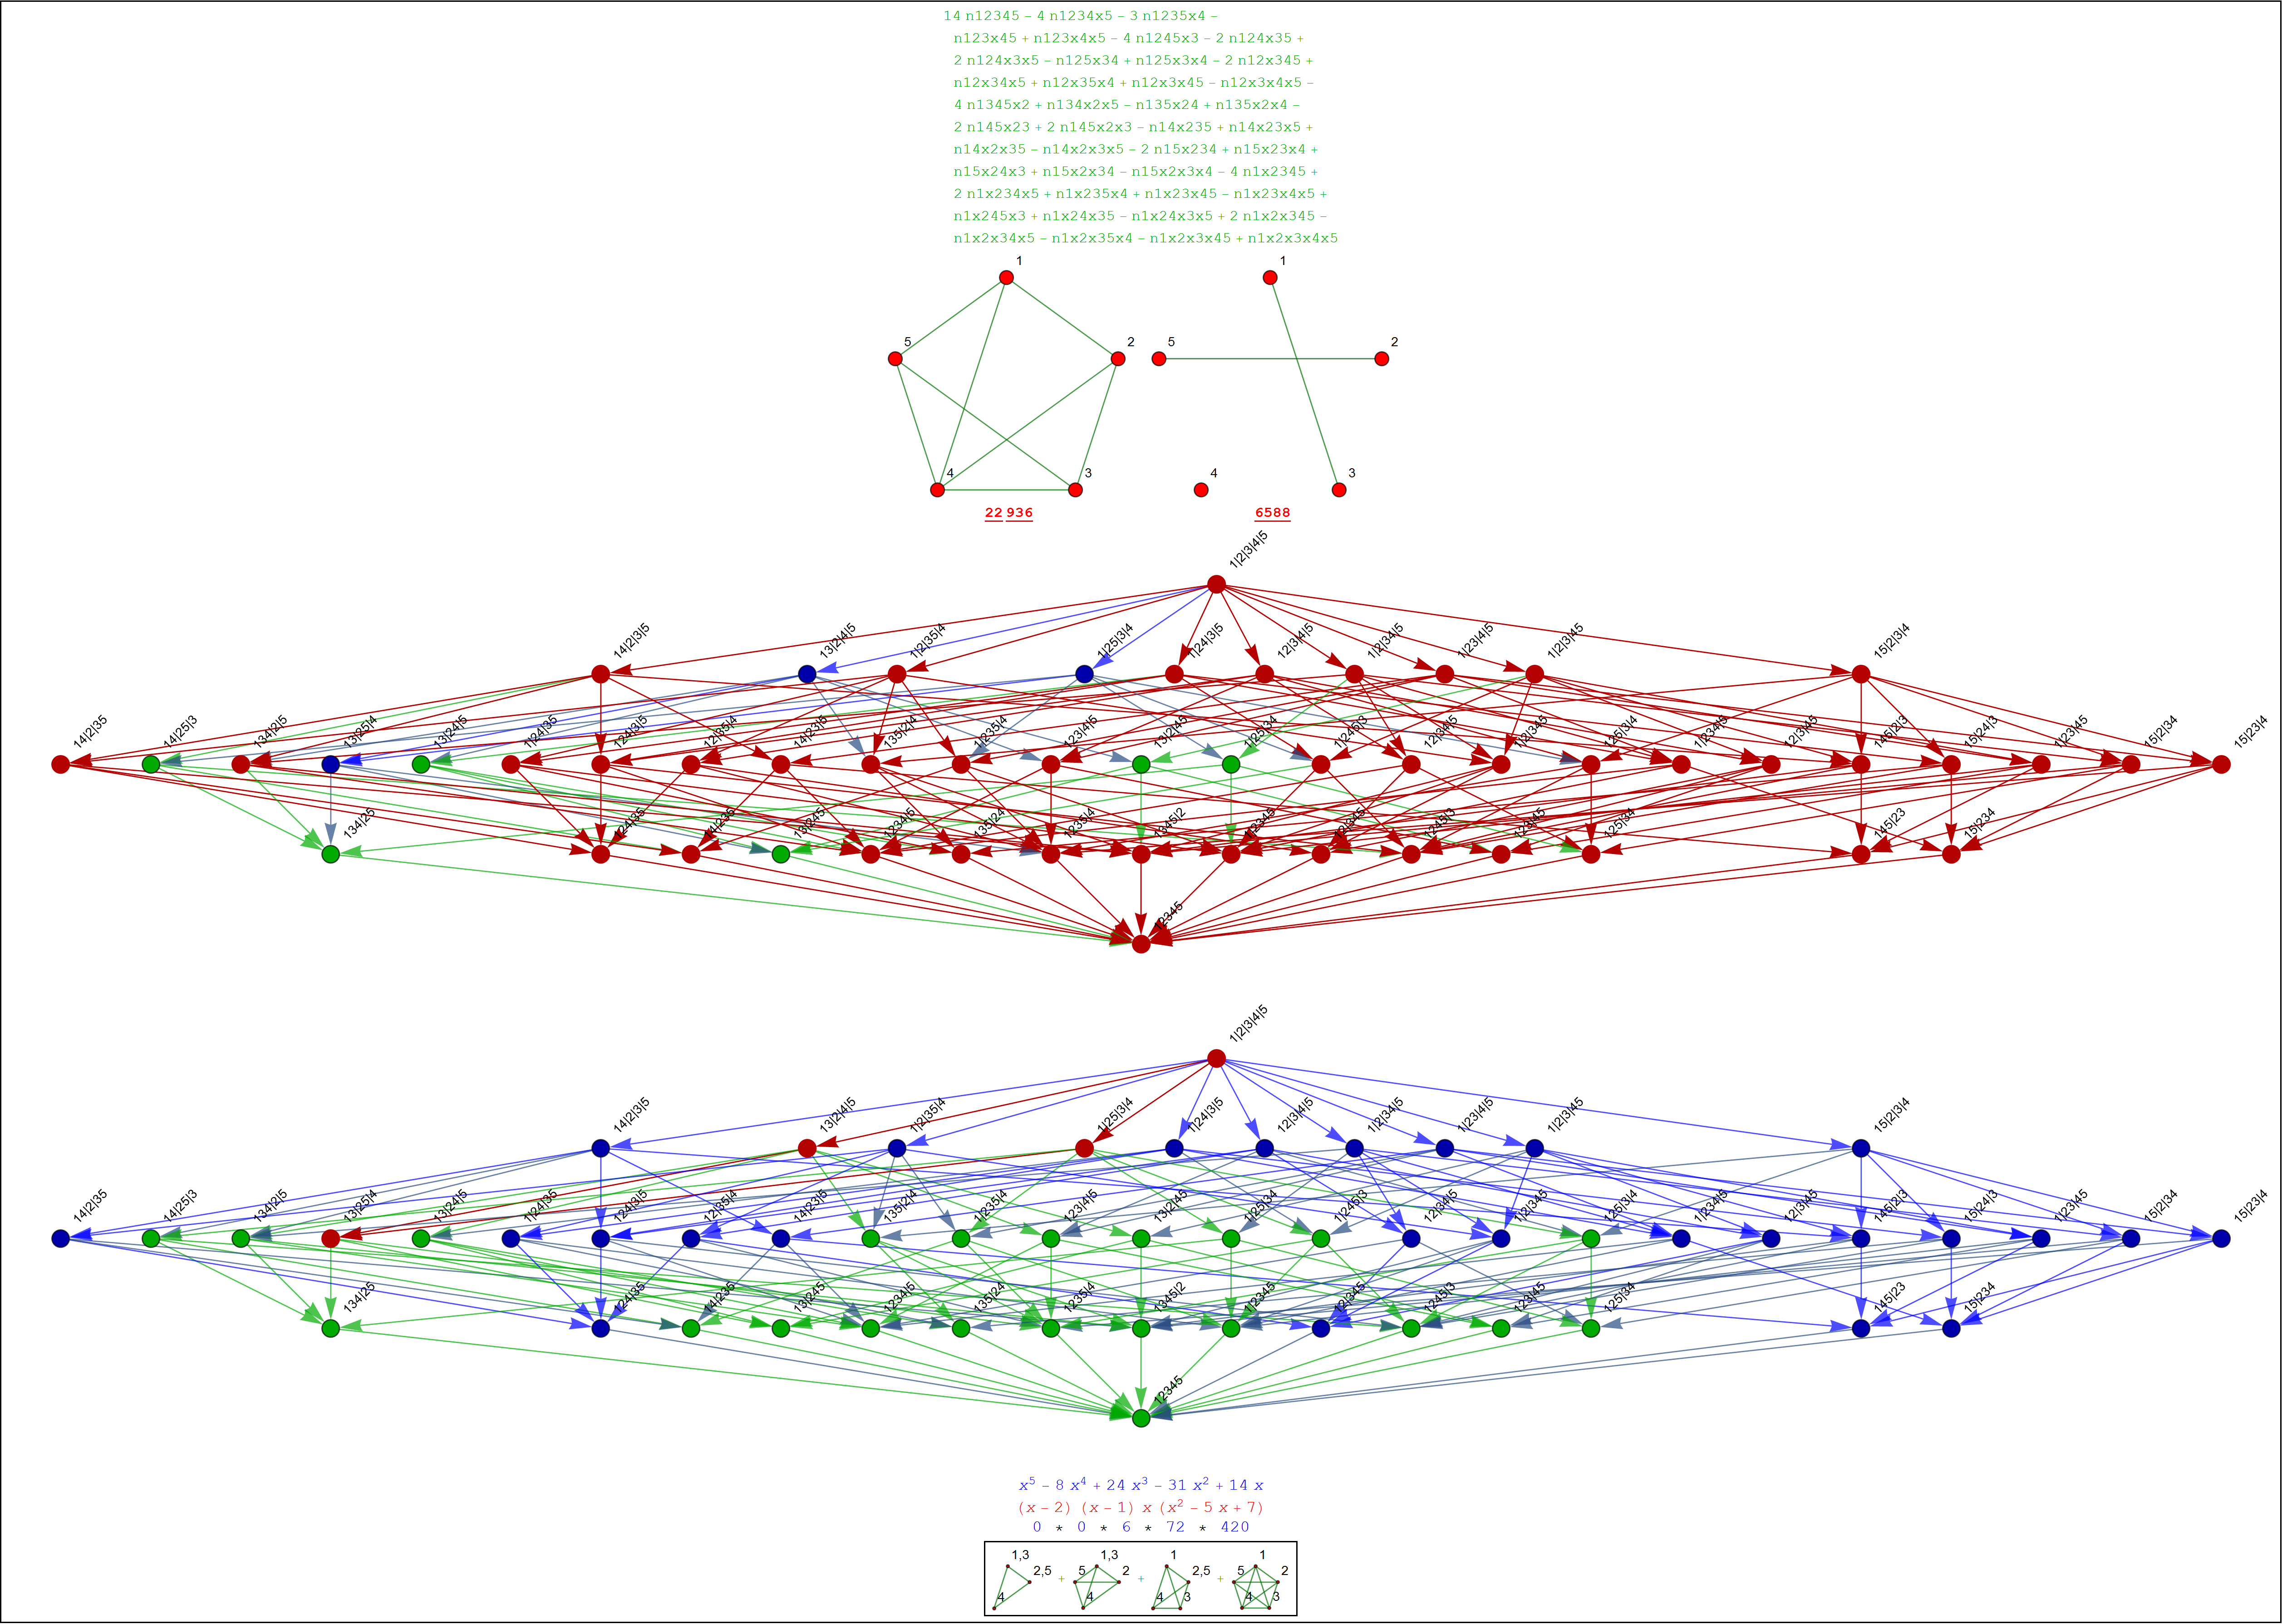 14 n12345 – 4 n1234x5 – 3 n1235x4 –
n123x45 + n123x4x5 – 4 n1245x3 – 2 n124x35 +
2 n124x3x5 – n125x34 + n125x3x4 – 2 n12x345 +
n12x34x5 + n12x35x4 + n12x3x45 – n12x3x4x5 –
4 n1345x2 + n134x2x5 – n135x24 + n135x2x4 –
2 n145x23 + 2 n145x2x3 – n14x235 + n14x23x5 +
n14x2x35 – n14x2x3x5 – 2 n15x234 + n15x23x4 +
n15x24x3 + n15x2x34 – n15x2x3x4 – 4 n1x2345 +
2 n1x234x5 + n1x235x4 + n1x23x45 – n1x23x4x5 +
n1x245x3 + n1x24x35 – n1x24x3x5 + 2 n1x2x345 –
n1x2x34x5 – n1x2x35x4 – n1x2x3x45 + n1x2x3x4x5
1 1
5 2 5 2
4 3 4 3
22 936 6588
1|2|3|4|5
14|2|3|5 13|2|4|5 1|2|35|4 1|25|3|4 1|24|3|5 12|3|4|5 1|2|34|5 1|23|4|5 1|2|3|45 15|2|3|4
14|2|35 14|25|3 134|2|5 13|25|4 13|24|5 1|24|35 124|3|5 12|35|4 14|23|5 135|2|4 1|235|4 123|4|5 13|2|45 1|25|34 1|245|3 12|34|5 1|2|345 125|3|4 1|234|5 12|3|45 145|2|3 15|24|3 1|23|45 15|2|34 15|23|4
134|25 124|35 14|235 13|245 1234|5 135|24 1235|4 1345|2 1|2345 12|345 1245|3 123|45 125|34 145|23 15|234
12345
1|2|3|4|5
14|2|3|5 13|2|4|5 1|2|35|4 1|25|3|4 1|24|3|5 12|3|4|5 1|2|34|5 1|23|4|5 1|2|3|45 15|2|3|4
14|2|35 14|25|3 134|2|5 13|25|4 13|24|5 1|24|35 124|3|5 12|35|4 14|23|5 135|2|4 1|235|4 123|4|5 13|2|45 1|25|34 1|245|3 12|34|5 1|2|345 125|3|4 1|234|5 12|3|45 145|2|3 15|24|3 1|23|45 15|2|34 15|23|4
134|25 124|35 14|235 13|245 1234|5 135|24 1235|4 1345|2 1|2345 12|345 1245|3 123|45 125|34 145|23 15|234
12345
x⁵ – 8 x⁴ + 24 x³ – 31 x² + 14 x
(x – 2) (x – 1) x (x² – 5 x + 7)
0 * 0 * 6 * 72 * 420
1,3 1,3 1 1
2,5 + 5 2 + 2,5 + 5 2
4 4 4 3 4 3